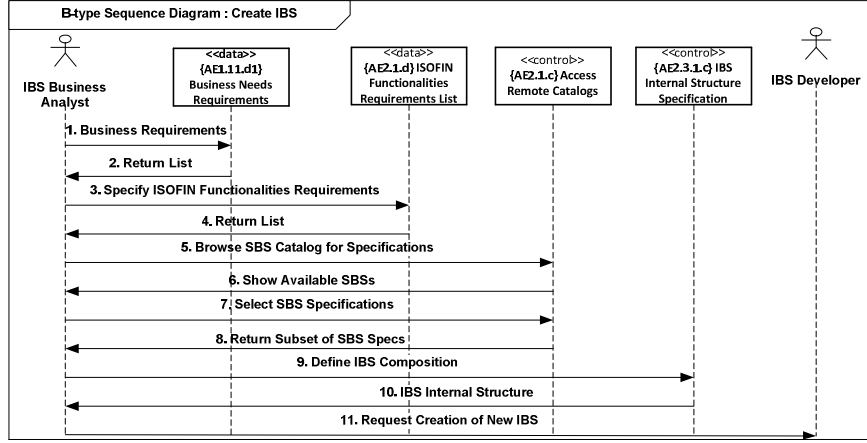 B-type Sequence Diagram : Create IBS
IBS Business
Analyst
<<data>>
{AE1.11.d1}
Business Needs
Requirements
<<data>>
{AE2.1.d} ISOFIN
Functionalities
Requirements List
<<control>>
{AE2.1.c} Access
Remote Catalogs
<<control>>
{AE2.3.1.c} IBS
Internal Structure
Specification
IBS Developer
1. Business Requirements
2. Return List
3. Specify ISOFIN Functionalities Requirements
4. Return List
5. Browse SBS Catalog for Specifications
6. Show Available SBSs
7. Select SBS Specifications
8. Return Subset of SBS Specs
9. Define IBS Composition
10. IBS Internal Structure
11. Request Creation of New IBS